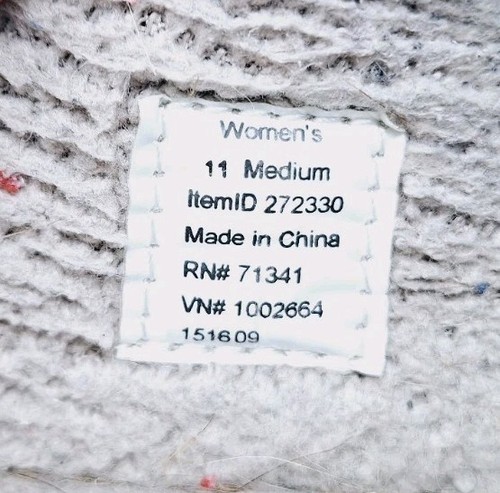 Women's
11 Medium
ItemID 272330
Made in China
RN# 71341
VN# 1002664
151609